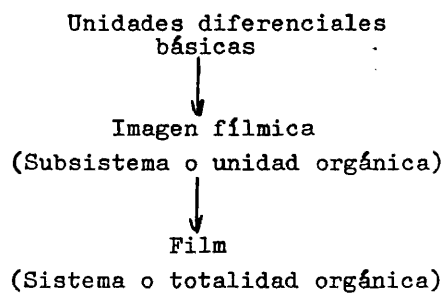 Unidades diferenciales
básicas
Imagen fílmica
(Subsistema o unidad orgánica)
Film
(Sistema o totalidad orgánica)